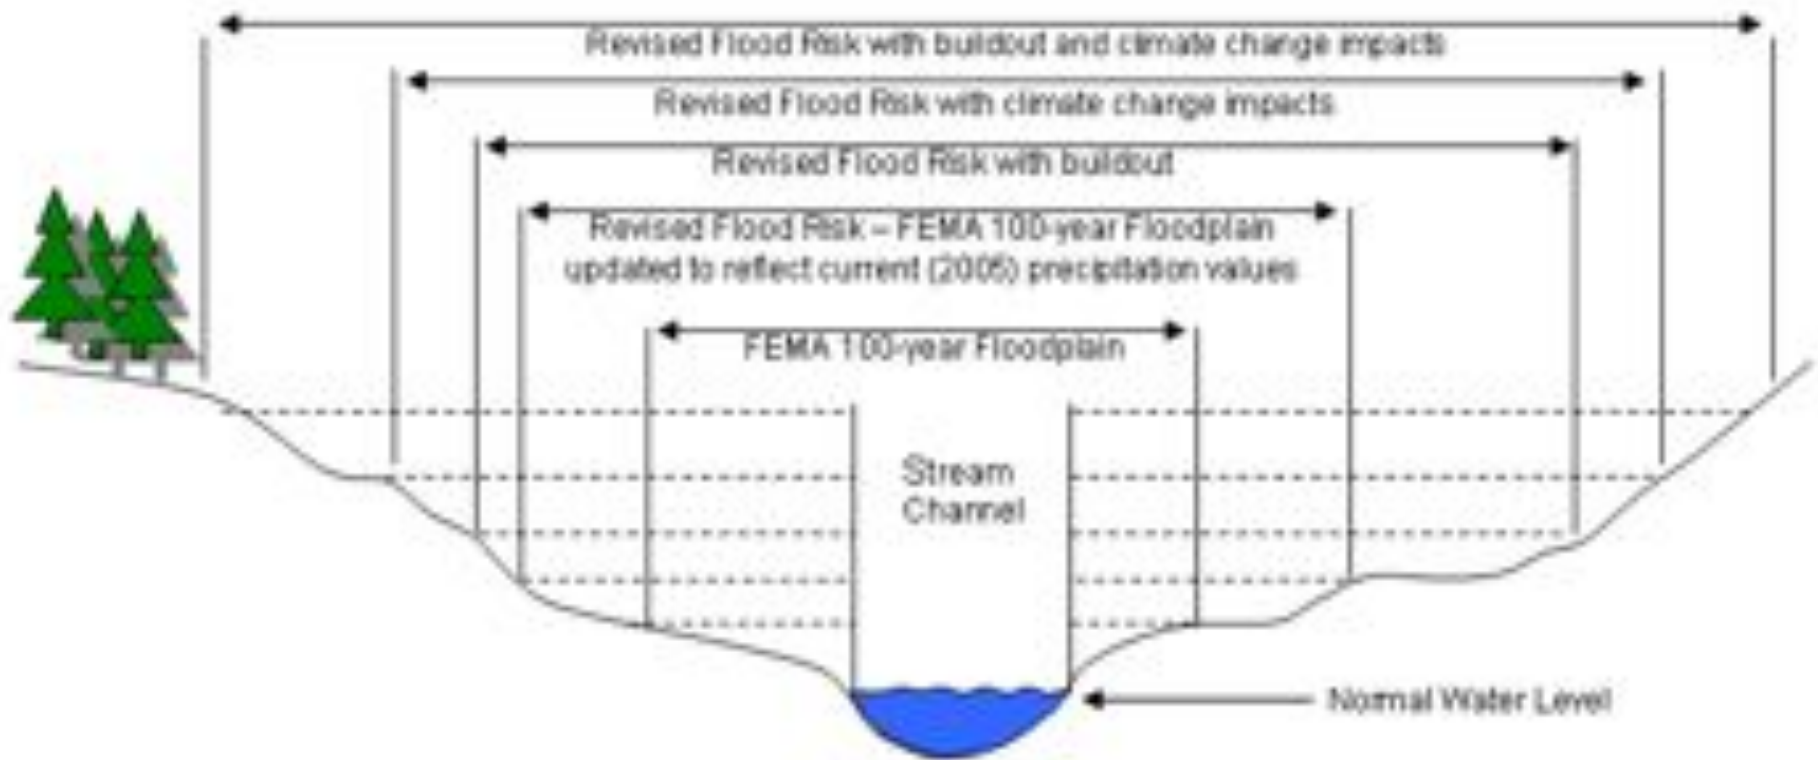 Revised Flood Risk with buildout and climate change impacts
Revised Flood Risk with climate change impacts
Revised Flood Risk with buildout
Revised Flood Risk – FEMA 100-year Floodplain
updated to reflect current (2005) precipitation values
FEMA 100-year Floodplain
Stream
Channel
Normal Water Level